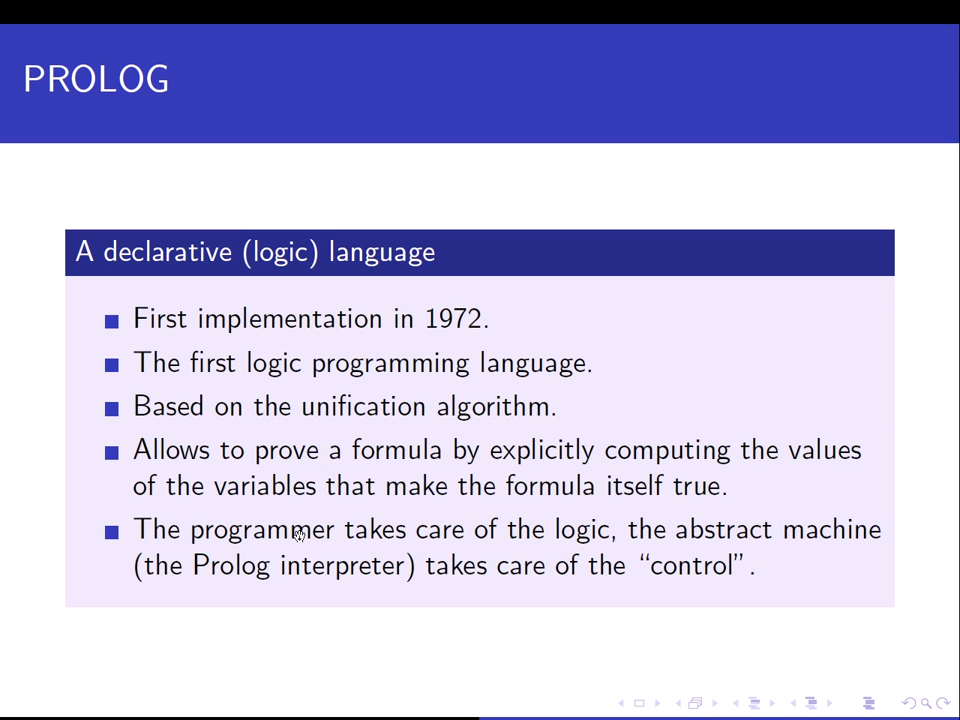 PROLOG
A declarative (logic) language
First implementation in 1972.
The first logic programming language.
Based on the unification algorithm.
Allows to prove a formula by explicitly computing the values
of the variables that make the formula itself true.
The programmer takes care of the logic, the abstract machine
(the Prolog interpreter) takes care of the “control”.